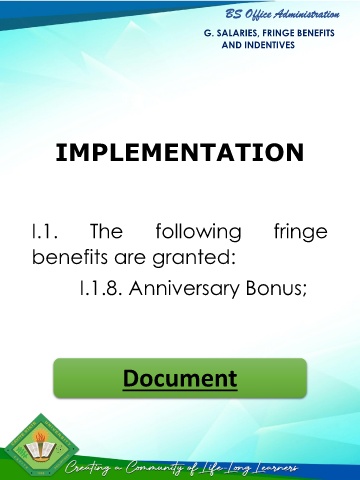 BS Office Administration
G. SALARIES, FRINGE BENEFITS
AND INDENTIVES
IMPLEMENTATION
I.1. The following fringe
benefits are granted:
I.1.8. Anniversary Bonus;
Document
Creating a Community of Life-Long Learners